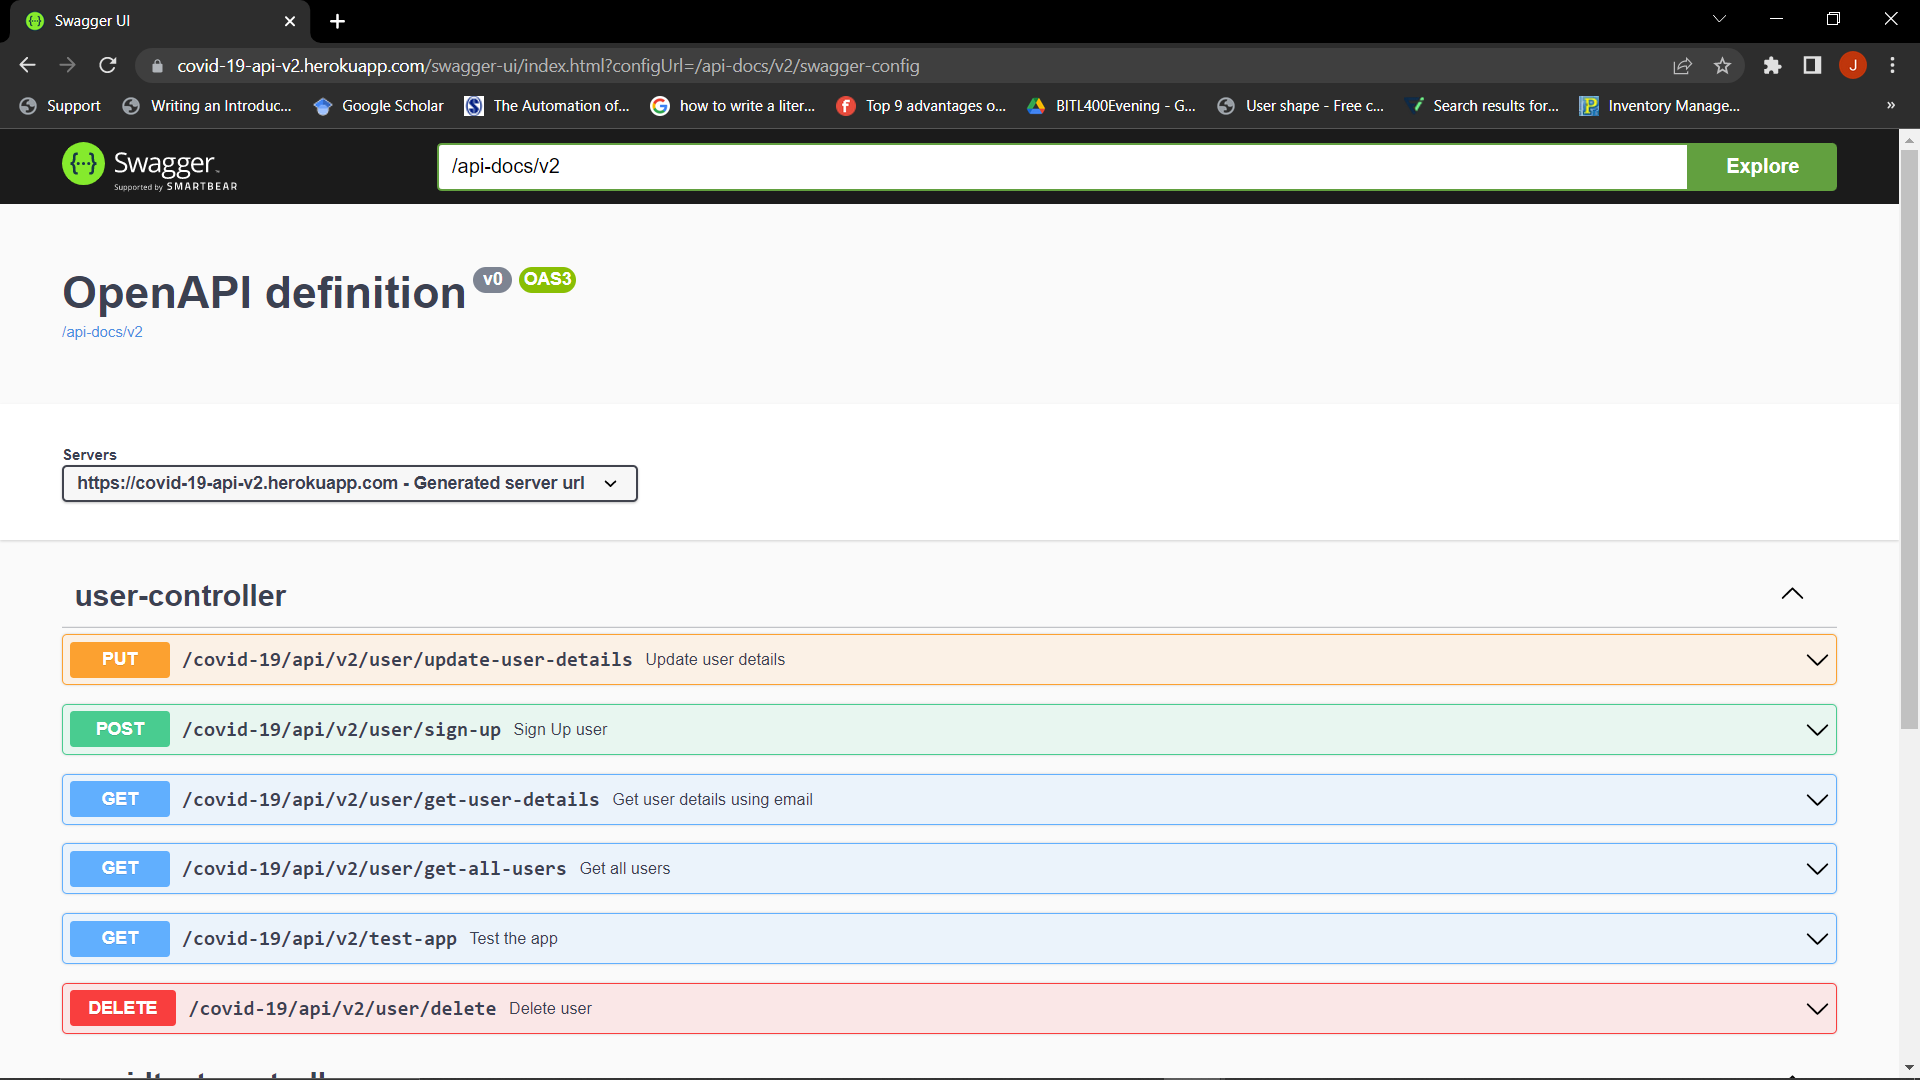 Swagger UI
covid-19-api-v2.herokuapp.com/swagger-ui/index.html?configUrl=/api-docs/v2/swagger-config
J
Support Writing an Introduc... Google Scholar The Automation of... how to write a liter... Top 9 advantages o... BITL400Evening - G... User shape - Free c... Search results for... Inventory Manage... »
Swagger
Supported by SMARTBEAR
/api-docs/v2 Explore
OpenAPI definition v0 OAS3
/api-docs/v2
Servers
https://covid-19-api-v2.herokuapp.com - Generated server url
user-controller
PUT /covid-19/api/v2/user/update-user-details Update user details
POST /covid-19/api/v2/user/sign-up Sign Up user
GET /covid-19/api/v2/user/get-user-details Get user details using email
GET /covid-19/api/v2/user/get-all-users Get all users
GET /covid-19/api/v2/test-app Test the app
DELETE /covid-19/api/v2/user/delete Delete user